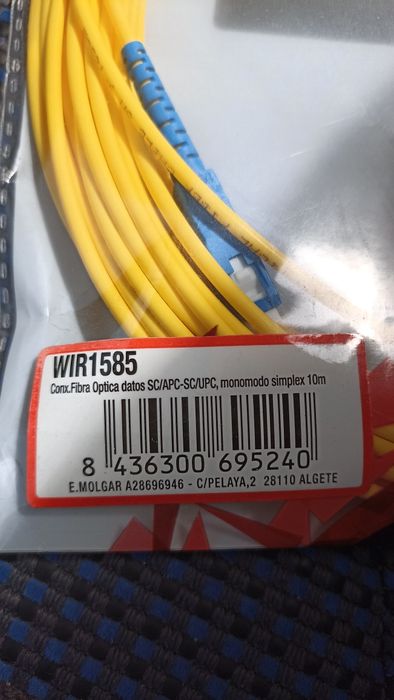 WIR1585
Conx.Fibra Optica datos SC/APC-SC/UPC, monomodo simplex 10m
8 436300 695240
E.MOLGAR A28696946 - C/PELAYA,2 28110 ALGETE